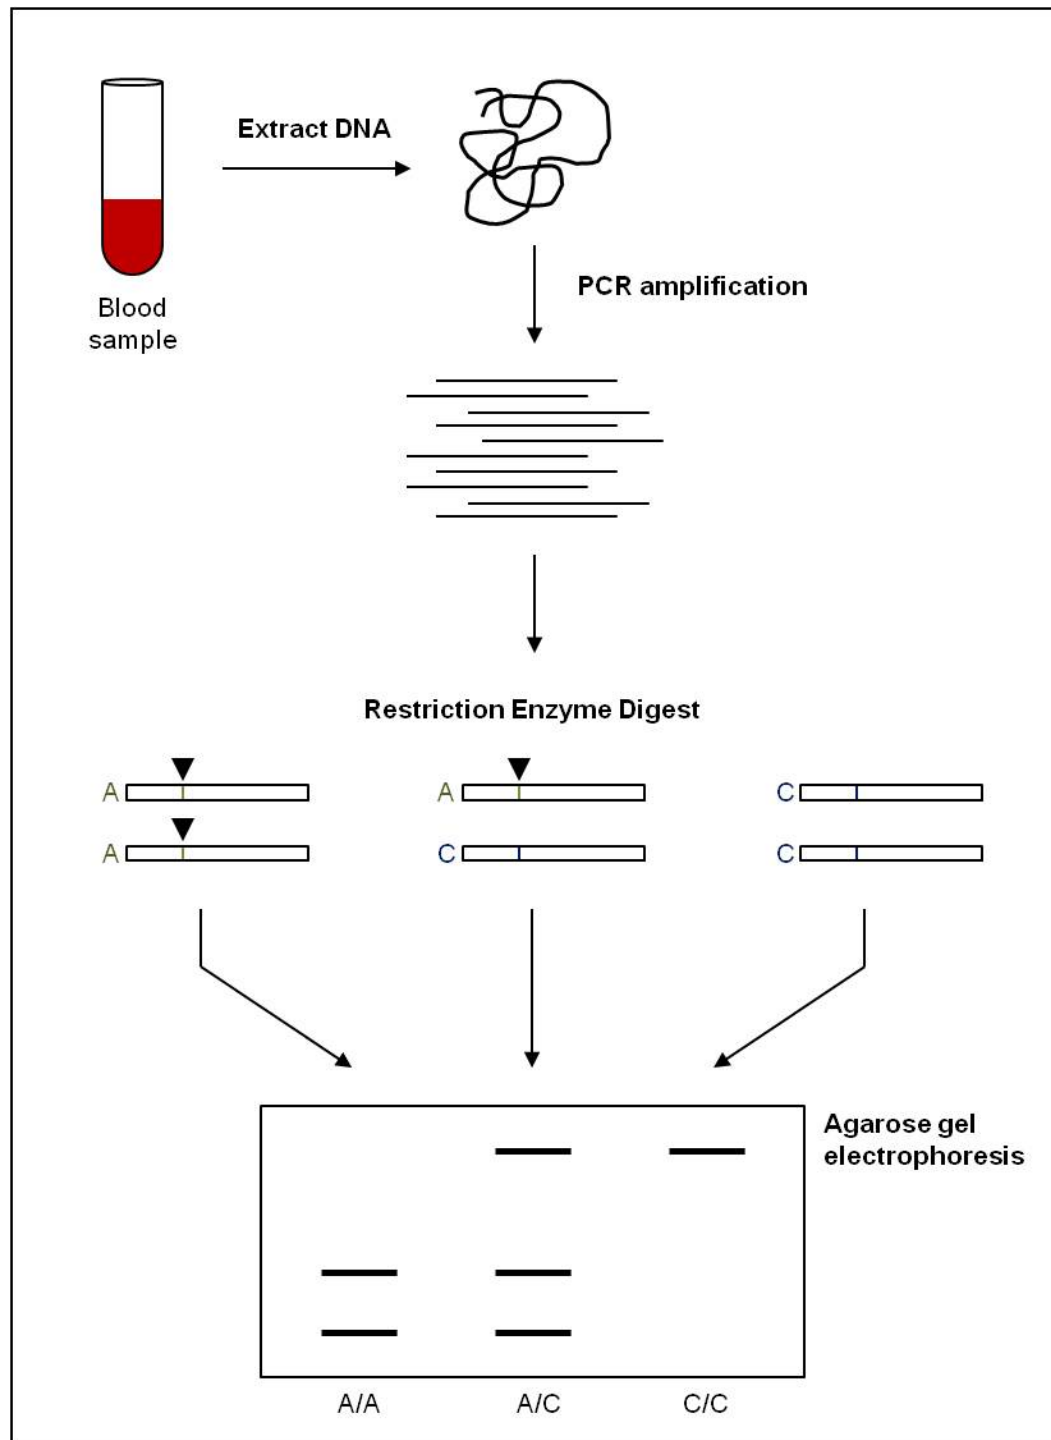 Extract DNA
Blood
sample
PCR amplification
Restriction Enzyme Digest
A
A
C
A
C
C
Agarose gel
electrophoresis
A/A
A/C
C/C